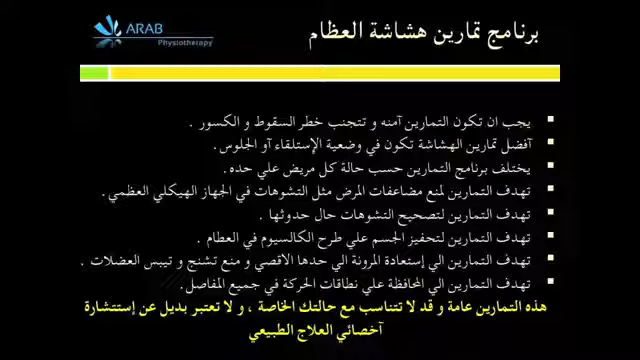 ARAB
Physiotherapy
برنامج تمارين هشاشة العظام
يجب ان تكون التمارين آمنه و تتجنب خطر السقوط و الكسور .
آفضل تمارين الهشاشة تكون في وضعية الإستلقاء آو الجلوس.
يختلف برنامج التمارين حسب حالة كل مريض علي حده.
تهدف التمارين لمنع مضاعفات المرض مثل التشوهات في الجهاز الهيكلي العظمي.
تهدف التمارين لتصحيح التشوهات حال حدوثها .
تهدف التمارين لتحفيز الجسم علي طرح الكالسيوم في العظام .
تهدف التمارين الي إستعادة المرونة الي حدها الاقصي و منع تشنج و تيبس العضلات .
تهدف التمارين الي المحافظة علي نطاقات الحركة في جميع المفاصل.
هذه التمارين عامة و قد لا تتناسب مع حالتك الخاصة ، و لا تعتبر بديل عن إستتشارة
آخصائي العلاج الطبيعي